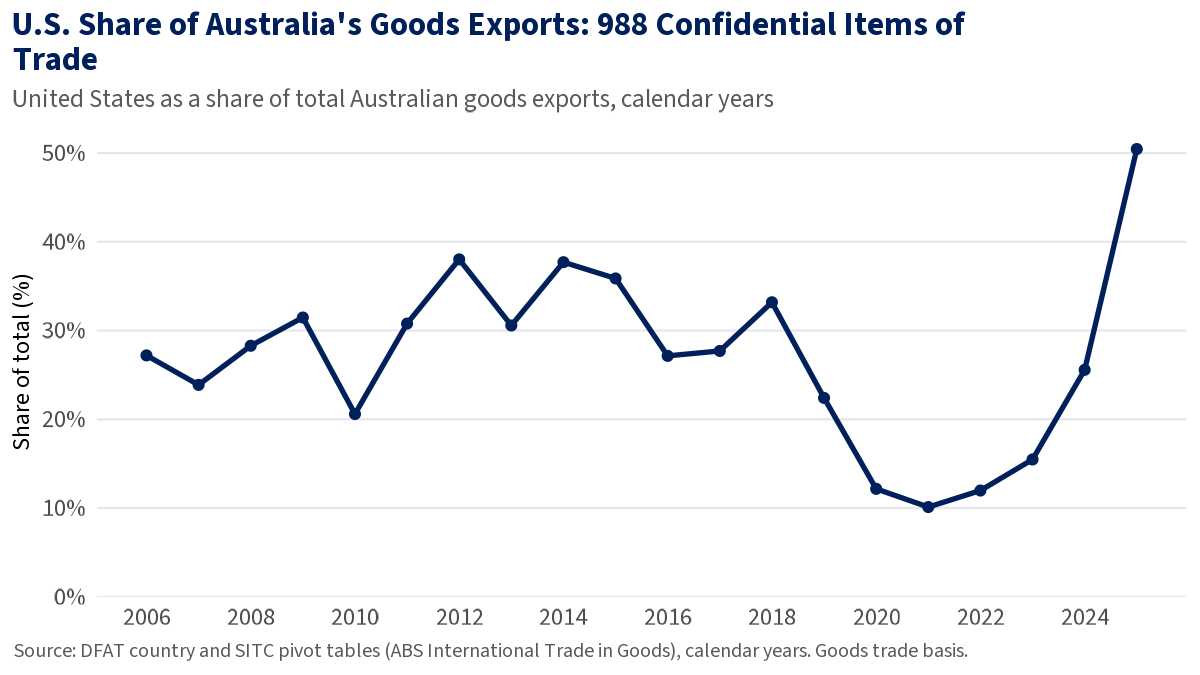 U.S. Share of Australia's Goods Exports: 988 Confidential Items of
Trade
United States as a share of total Australian goods exports, calendar years
Share of total (%)
50%
40%
30%
20%
10%
0%
2006 2008 2010 2012 2014 2016 2018 2020 2022 2024
Source: DFAT country and SITC pivot tables (ABS International Trade in Goods), calendar years. Goods trade basis.